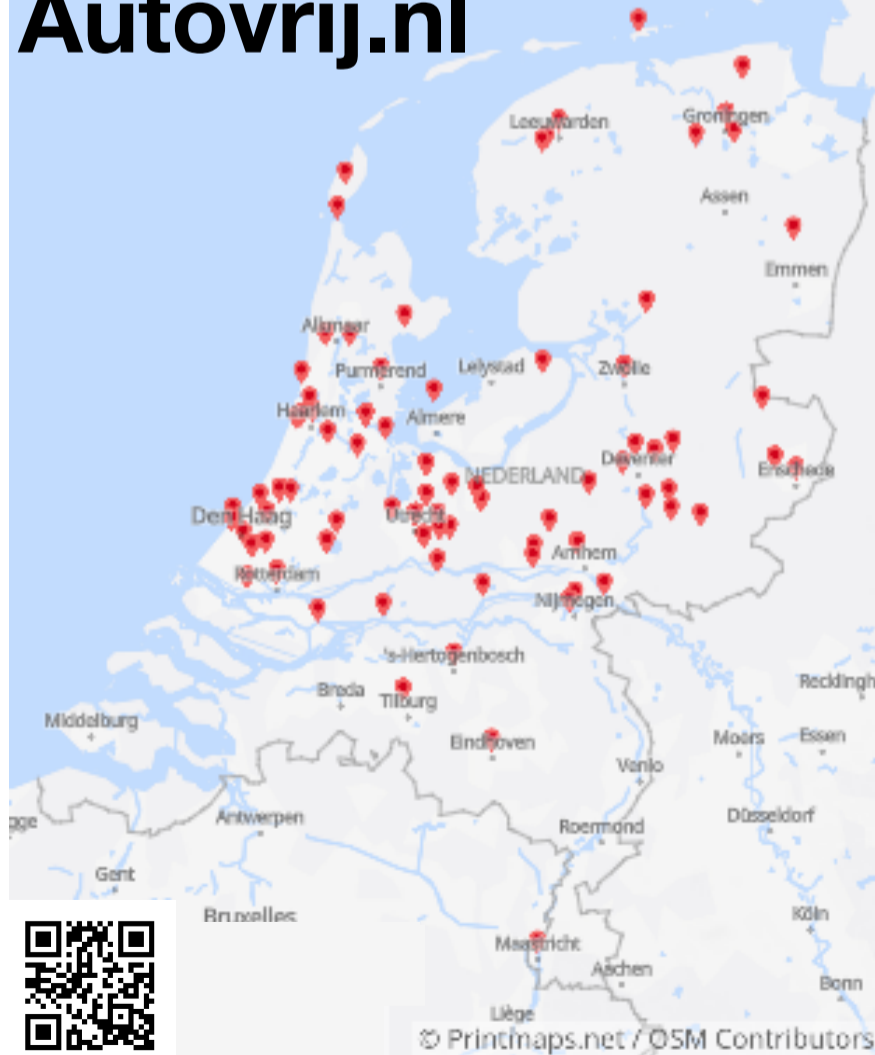 Autovrij.nl
Leeuwarden
Groningen
Assen
Emmen
Alkmaar
Purmerend
Lelystad
Zwolle
Haarlem
Almere
NEDERLAND
Deventer
Enschede
Den Haag
Utrecht
Arnhem
Rotterdam
Nijmegen
's-Hertogenbosch
Breda
Tilburg
Recklingh
Middelburg
Eindhoven
Moers
Essen
Venlo
Antwerpen
Roermond
Düsseldorf
gge
Gent
Bruxelles
Köln
Maastricht
Aachen
Bonn
Liège
© Printmaps.net / OSM Contributors